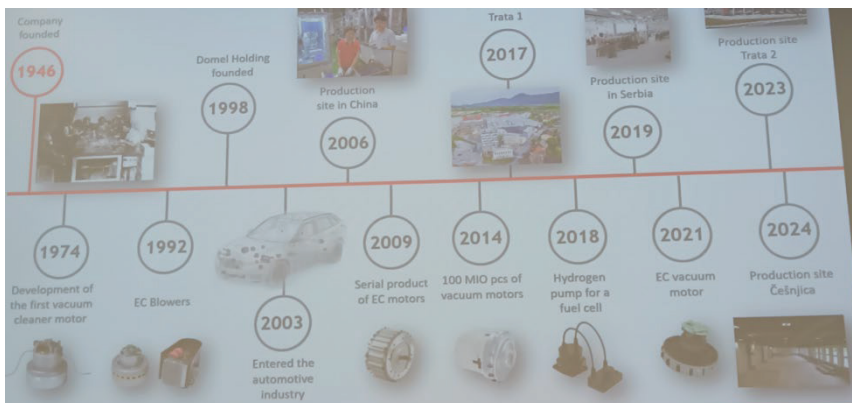 Company
founded
1946
Domel Holding
founded
1998
Production
site in China
2006
Trata 1
2017
Production site
in Serbia
2019
Production site
Trata 2
2023
1974
Development of
the first vacuum
cleaner motor
1992
EC Blowers
2003
Entered the
automotive
industry
2009
Serial product
of EC motors
2014
100 MIO pcs of
vacuum motors
2018
Hydrogen
pump for a
fuel cell
2021
EC vacuum
motor
2024
Production site
Češnjica